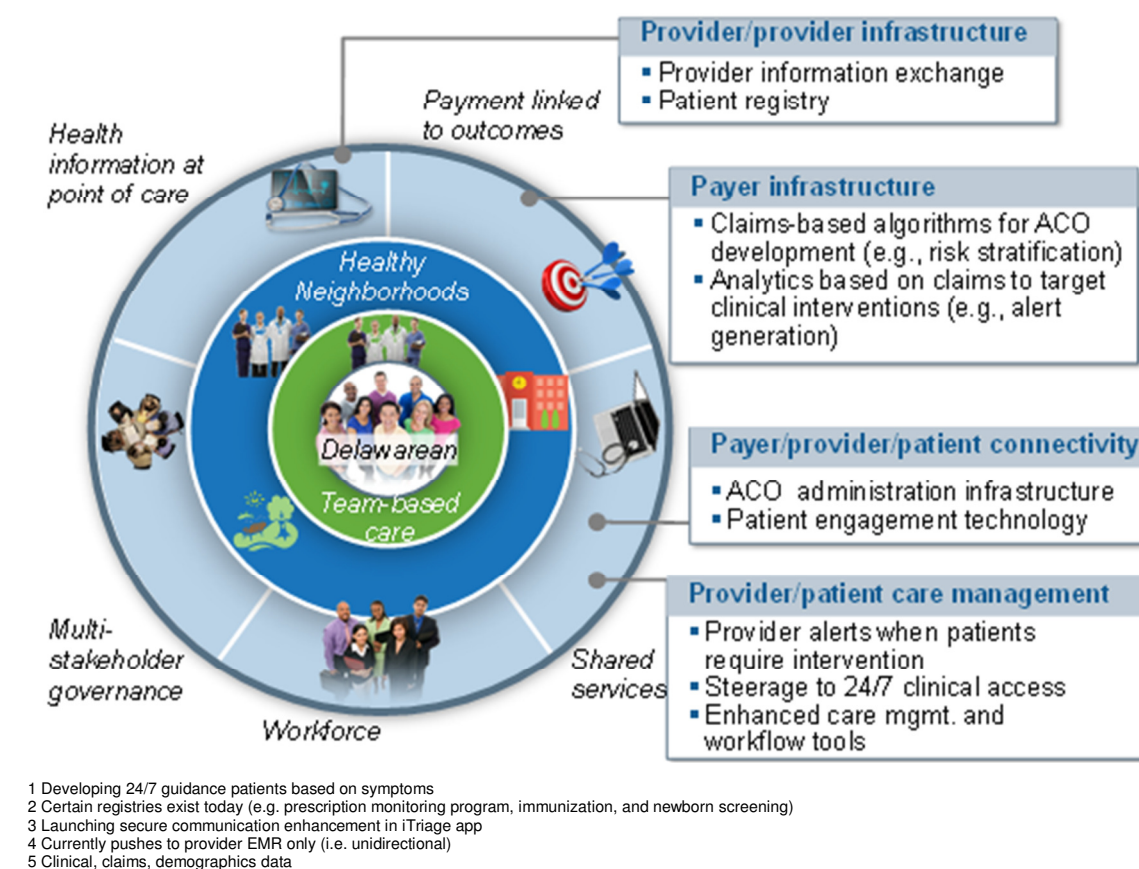 Provider/provider infrastructure
▪ Provider information exchange
▪ Patient registry
Payment linked
to outcomes
Health
information at
point of care
Payer infrastructure
▪ Claims-based algorithms for ACO
development (e.g., risk stratification)
▪ Analytics based on claims to target
clinical interventions (e.g., alert
generation)
Healthy
Neighborhoods
Delawarean
Team-based
care
Payer/provider/patient connectivity
▪ ACO administration infrastructure
▪ Patient engagement technology
Provider/patient care management
▪ Provider alerts when patients
require intervention
▪ Steerage to 24/7 clinical access
▪ Enhanced care mgmt. and
workflow tools
Multi-
stakeholder
governance
Shared
services
Workforce
1 Developing 24/7 guidance patients based on symptoms
2 Certain registries exist today (e.g. prescription monitoring program, immunization, and newborn screening)
3 Launching secure communication enhancement in iTriage app
4 Currently pushes to provider EMR only (i.e. unidirectional)
5 Clinical, claims, demographics data